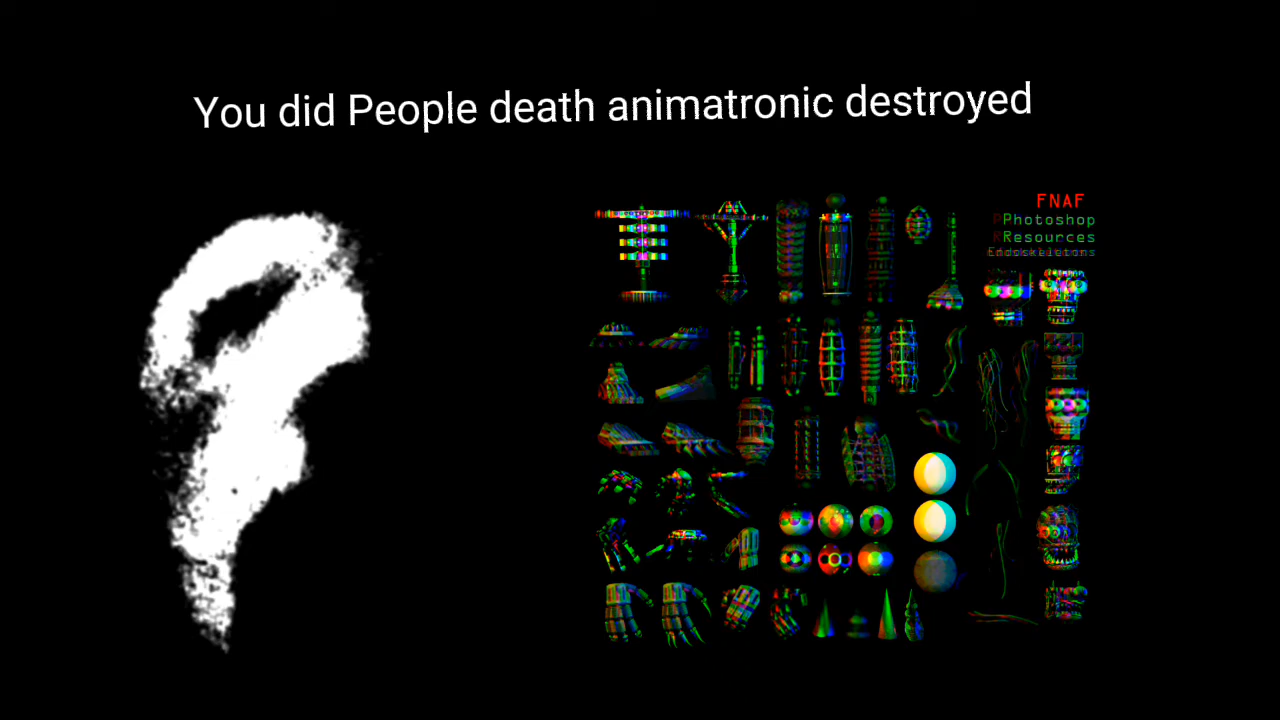 You did People death animatronic destroyed
FNAF
Photoshop
Resources
Endoskeletons